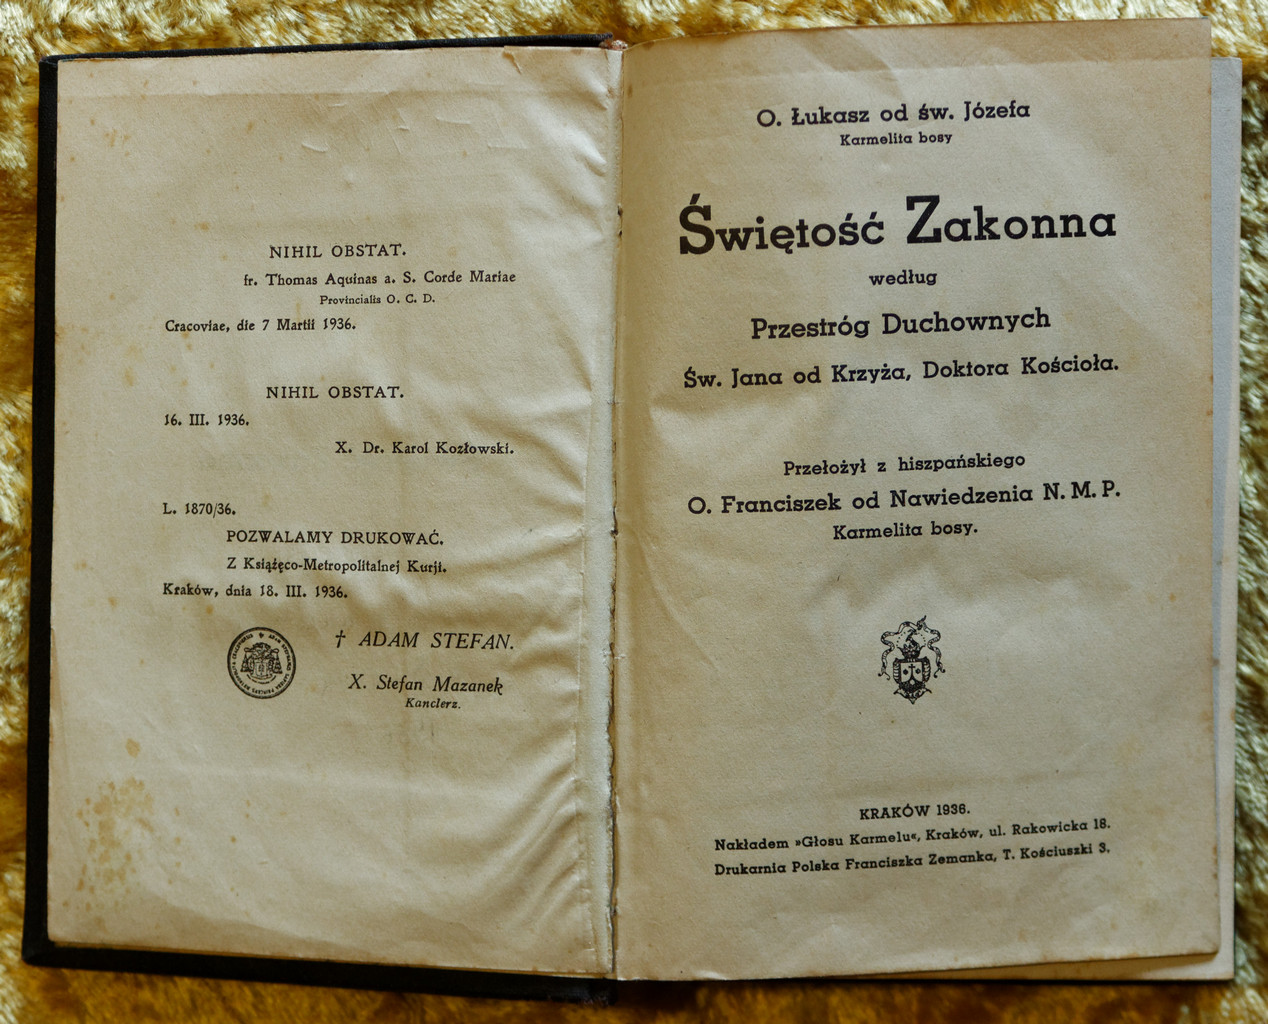 NIHIL OBSTAT.
fr. Thomas Aquinas a. S. Corde Mariae
Provincialis O. C. D.
Cracoviae, die 7 Martii 1936.
NIHIL OBSTAT.
16. III. 1936.
X. Dr. Karol Kozłowski.
L. 1870/36.
POZWALAMY DRUKOWAĆ.
Z Książęco-Metropolitalnej Kurji.
Kraków, dnia 18. III. 1936.
† ADAM STEFAN.
X. Stefan Mazanek
Kanclerz.
O. Łukasz od św. Józefa
Karmelita bosy
Świętość Zakonna
według
Przestróg Duchownych
Św. Jana od Krzyża, Doktora Kościoła.
Przełożył z hiszpańskiego
O. Franciszek od Nawiedzenia N. M. P.
Karmelita bosy.
KRAKÓW 1936.
Nakładem »Głosu Karmelu«, Kraków, ul. Rakowicka 18.
Drukarnia Polska Franciszka Zemanka, T. Kościuszki 3.